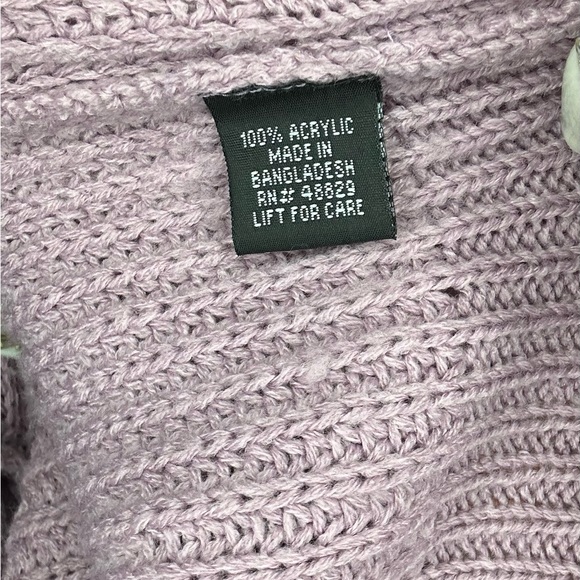 100% ACRYLIC
MADE IN
BANGLADESH
RN# 48829
LIFT FOR CARE